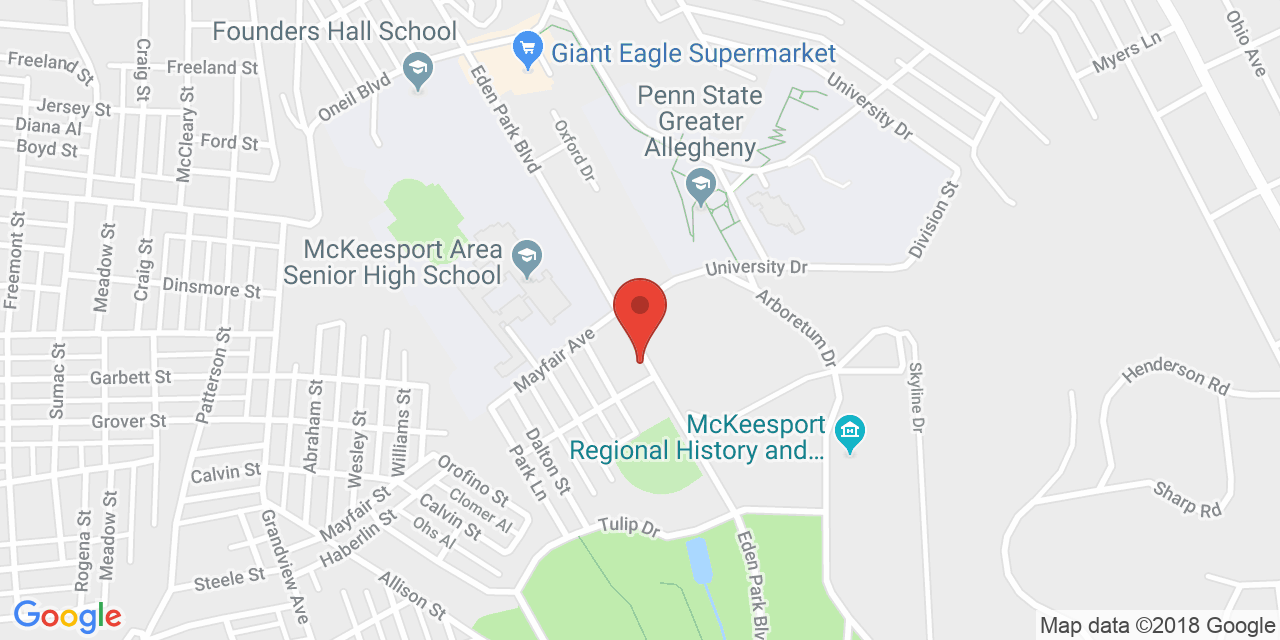 Founders Hall School
Giant Eagle Supermarket
Penn State
Greater
Allegheny
McKeesport Area
Senior High School
McKeesport
Regional History and...
Freeland St
Freeland St
Craig St
McCleary St
Jersey St
Diana Al
Boyd St
Ford St
Oneil Blvd
Eden Park Blvd
Oxford Dr
University Dr
Myers Ln
Ohio Av
Division St
University Dr
Arboretum Dr
Freemont St
Meadow St
Craig St
Dinsmore St
Patterson St
Sumac St
Garbett St
Grover St
Abraham St
Wesley St
Williams St
Mayfair Ave
Skyline Dr
Henderson Rd
Sharp Rd
Calvin St
Orofino St
Clomer Al
Calvin St
Ohs Al
Dalton St
Park Ln
Mayfair St
Haberlin St
Grandview Ave
Rogena St
Meadow St
Steele St
Allison St
Tulip Dr
Eden Park Blv
Google
Map data ©2018 Google